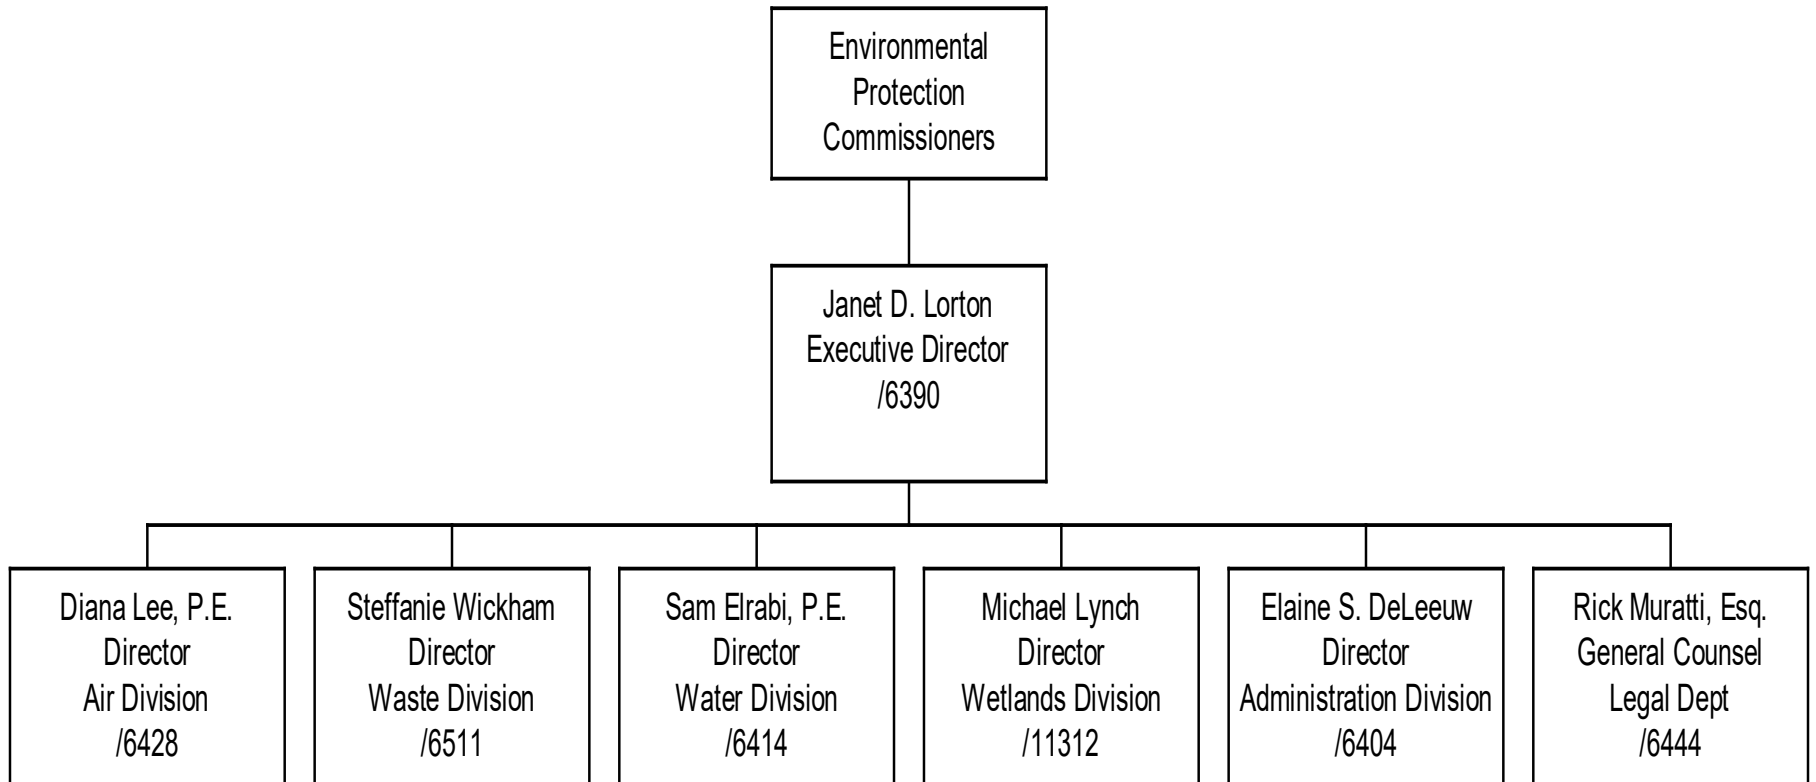 Environmental
Protection
Commissioners
Janet D. Lorton
Executive Director
/6390
Diana Lee, P.E.
Director
Air Division
/6428
Steffanie Wickham
Director
Waste Division
/6511
Sam Elrabi, P.E.
Director
Water Division
/6414
Michael Lynch
Director
Wetlands Division
/11312
Elaine S. DeLeeuw
Director
Administration Division
/6404
Rick Muratti, Esq.
General Counsel
Legal Dept
/6444